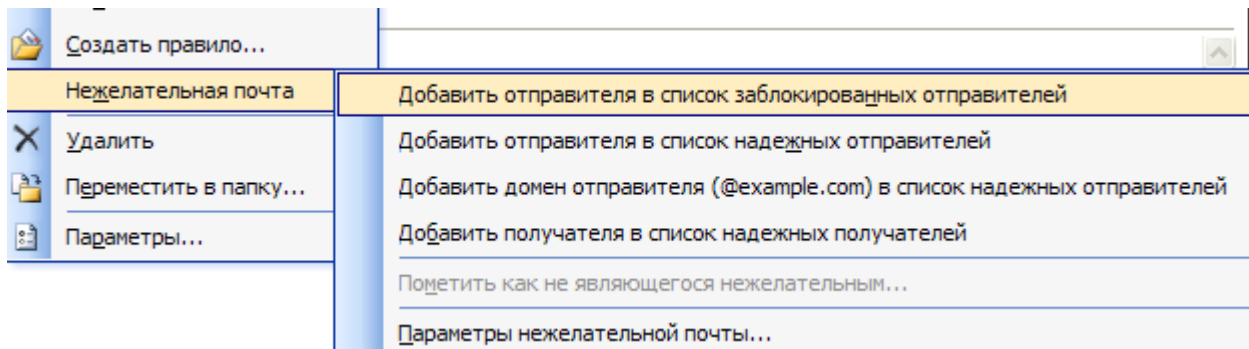 Создать правило...
Нежелательная почта
Добавить отправителя в список заблокированных отправителей
Удалить
Добавить отправителя в список надежных отправителей
Переместить в папку...
Добавить домен отправителя (@example.com) в список надежных отправителей
Параметры...
Добавить получателя в список надежных получателей
Пометить как не являющегося нежелательным...
Параметры нежелательной почты...